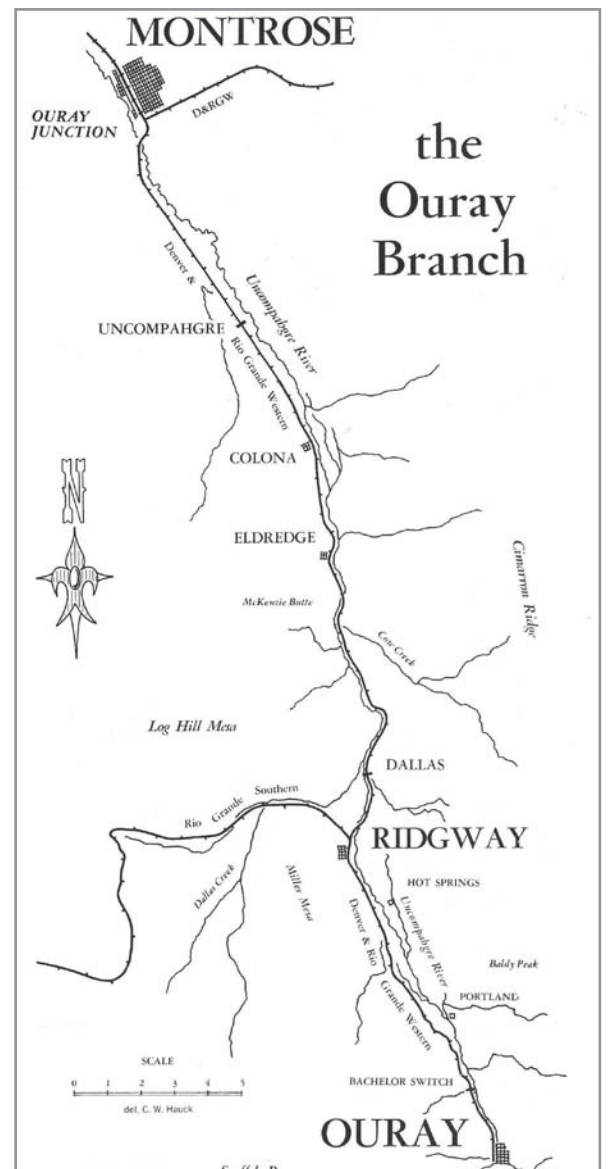 MONTROSE
D&RGW
OURAY
JUNCTION
the
Ouray
Branch
Denver &
Rio Grande Western
Uncompahgre River
UNCOMPAHGRE
COLONA
N
ELDREDGE
Cimarron Ridge
McKenzie Butte
Cow Creek
Log Hill Mesa
DALLAS
Rio Grande Southern
RIDGWAY
Dallas Creek
Miller Mesa
HOT SPRINGS
Uncompahgre River
Denver & Rio
Grande Western
Baldy Peak
PORTLAND
SCALE
0 1 2 3 4 5
del. C. W. Hauck
BACHELOR SWITCH
OURAY